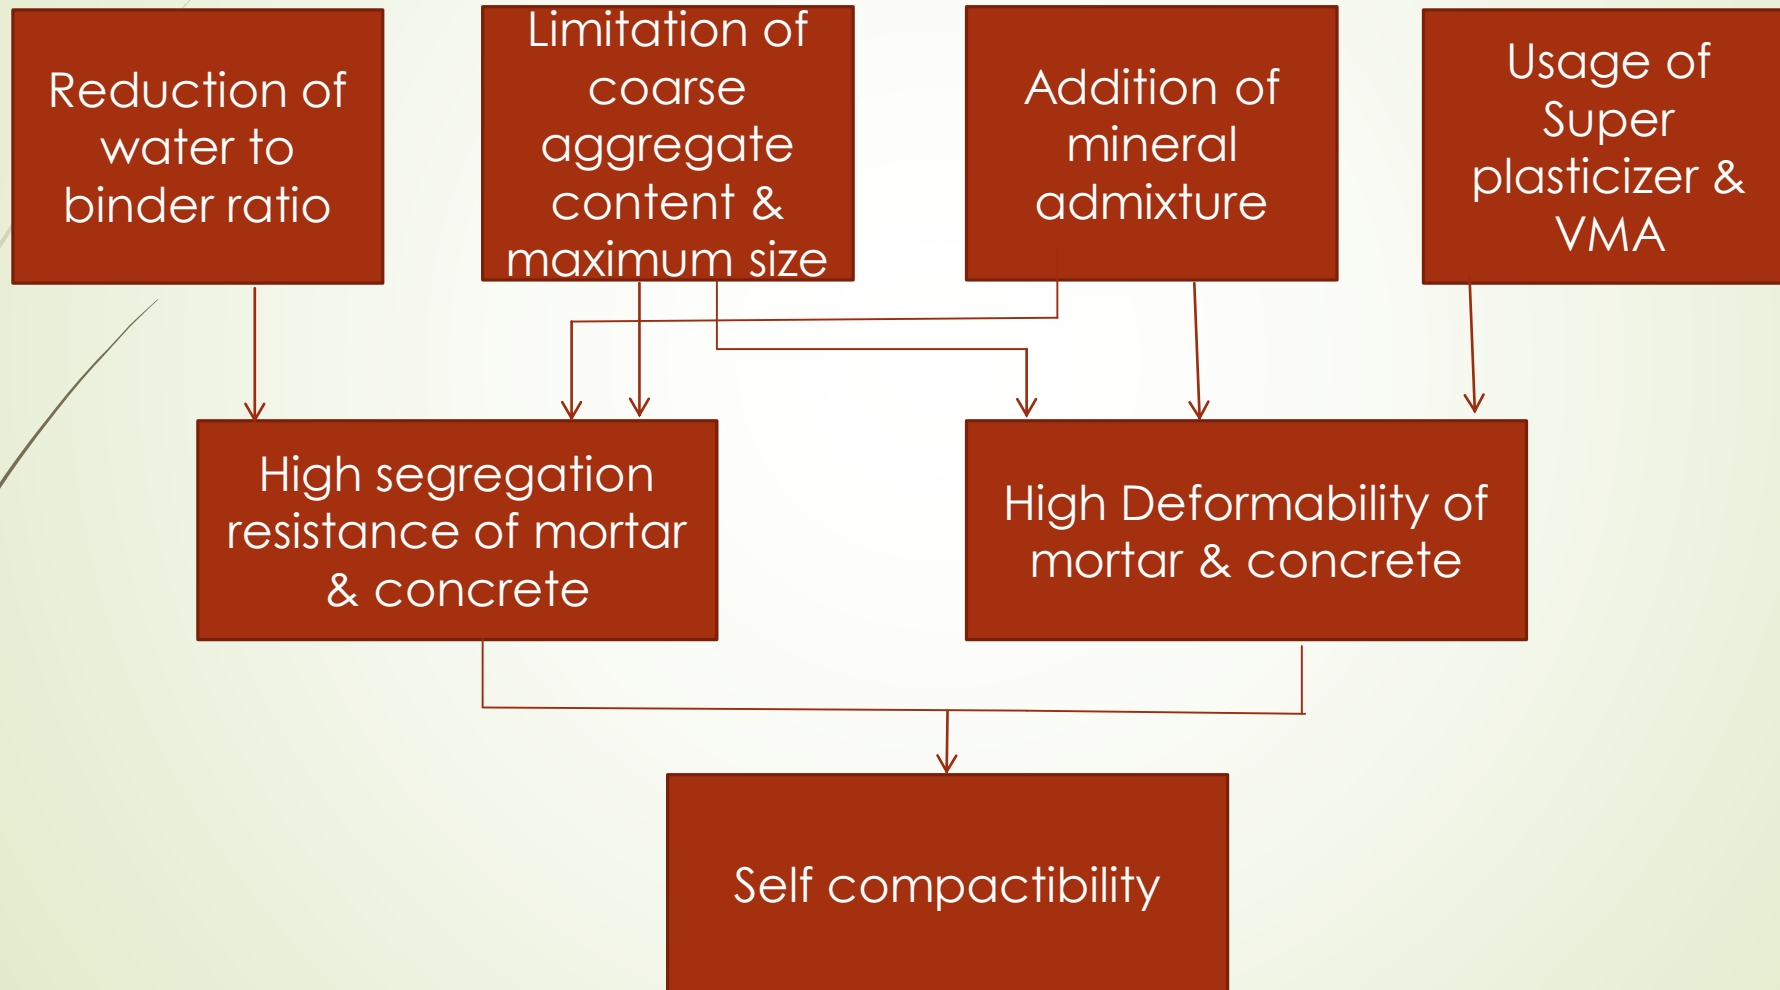 Reduction of
water to
binder ratio
Limitation of
coarse
aggregate
content &
maximum size
Addition of
mineral
admixture
Usage of
Super
plasticizer &
VMA
High segregation
resistance of mortar
& concrete
High Deformability of
mortar & concrete
Self compactibility